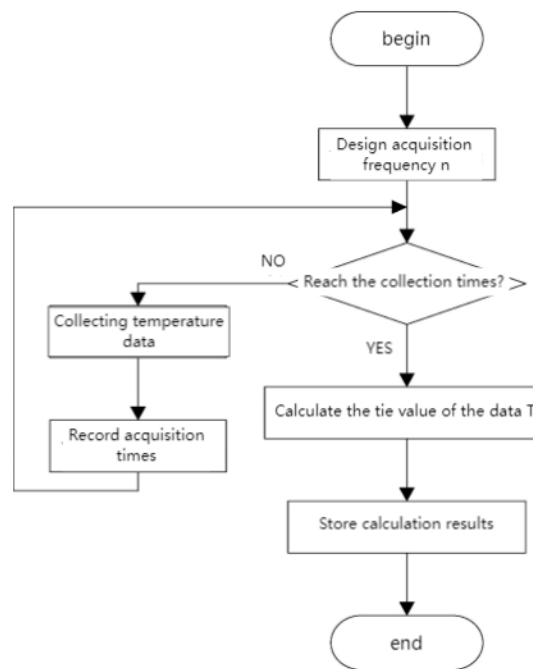 begin
Design acquisition
frequency n
NO
Reach the collection times?
Collecting temperature
data
YES
Record acquisition
times
Calculate the tie value of the data T
Store calculation results
end